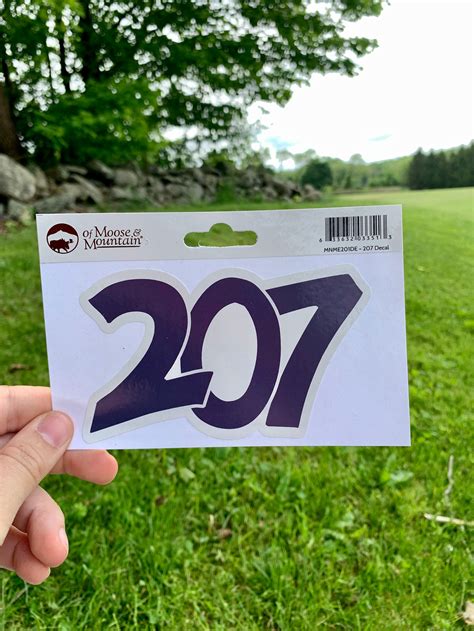 Of Moose &
Mountain
MNME201DE - 207 Decal
207